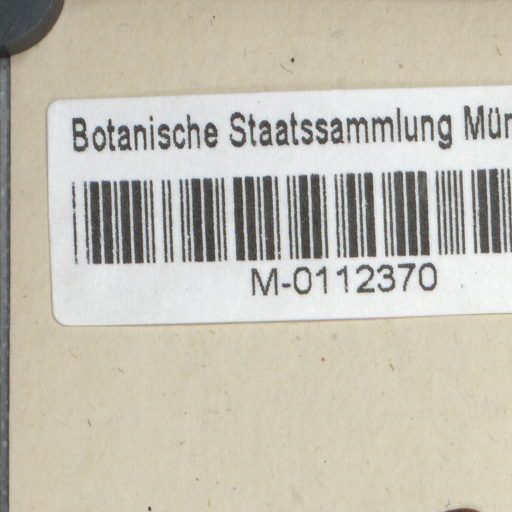 Botanische Staatssammlung Mün
M-0112370